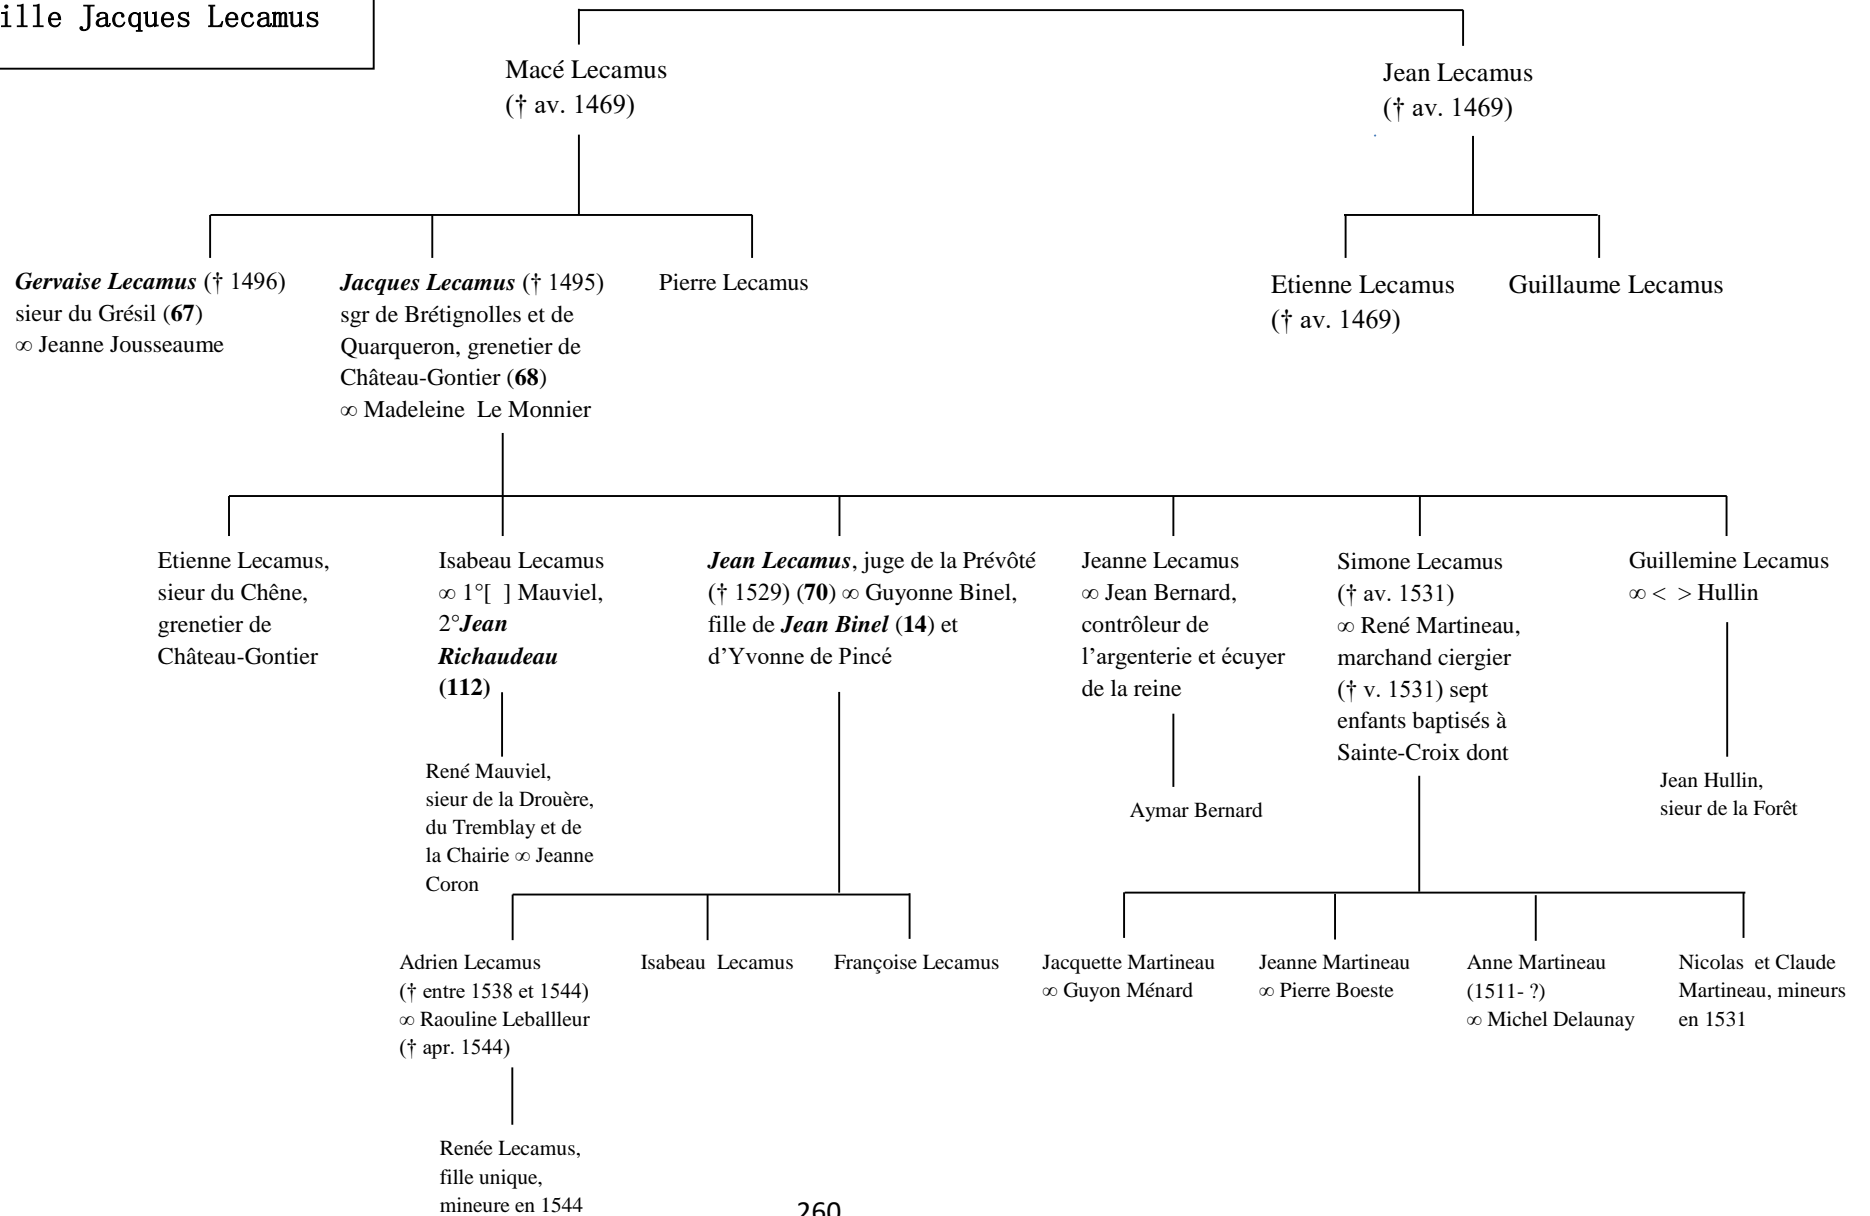 ille Jacques Lecamus
Macé Lecamus
(† av. 1469)
Jean Lecamus
(† av. 1469)
Gervaise Lecamus († 1496)
sieur du Grésil (67)
∞ Jeanne Jousseaume
Jacques Lecamus († 1495)
sgr de Brétignolles et de
Quarqueron, grenetier de
Château-Gontier (68)
∞ Madeleine Le Monnier
Pierre Lecamus
Etienne Lecamus
(† av. 1469)
Guillaume Lecamus
Etienne Lecamus,
sieur du Chêne,
grenetier de
Château-Gontier
Isabeau Lecamus
∞ 1°[ ] Mauviel,
2°Jean
Richaudeau
(112)
Jean Lecamus, juge de la Prévôté
(† 1529) (70) ∞ Guyonne Binel,
fille de Jean Binel (14) et
d’Yvonne de Pincé
Jeanne Lecamus
∞ Jean Bernard,
contrôleur de
l’argenterie et écuyer
de la reine
Simone Lecamus
(† av. 1531)
∞ René Martineau,
marchand ciergier
(† v. 1531) sept
enfants baptisés à
Sainte-Croix dont
Guillemine Lecamus
∞ < > Hullin
René Mauviel,
sieur de la Drouère,
du Tremblay et de
la Chairie ∞ Jeanne
Coron
Aymar Bernard
Jean Hullin,
sieur de la Forêt
Adrien Lecamus
(† entre 1538 et 1544)
∞ Raouline Leballleur
(† apr. 1544)
Isabeau Lecamus
Françoise Lecamus
Jacquette Martineau
∞ Guyon Ménard
Jeanne Martineau
∞ Pierre Boeste
Anne Martineau
(1511- ?)
∞ Michel Delaunay
Nicolas et Claude
Martineau, mineurs
en 1531
Renée Lecamus,
fille unique,
mineure en 1544
260